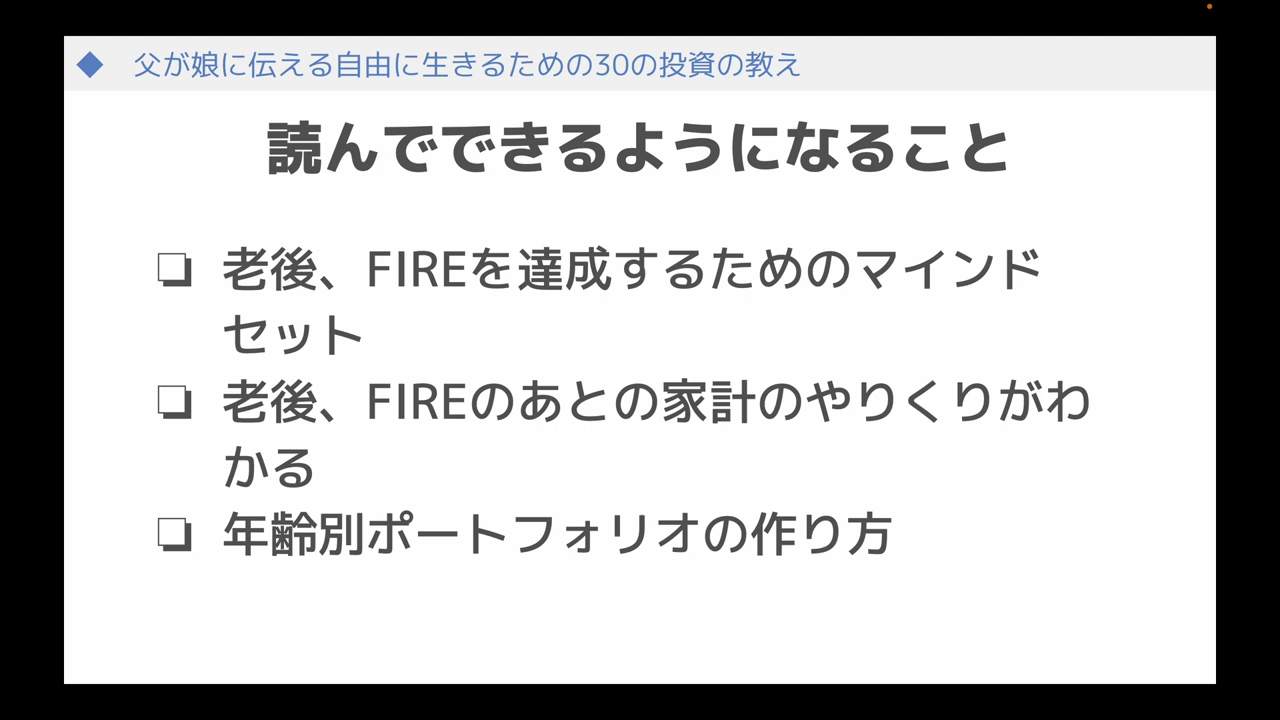 ◆ 父が娘に伝える自由に生きるための30の投資の教え
読んでできるようになること
❏ 老後、FIREを達成するためのマインド
セット
❏ 老後、FIREのあとの家計のやりくりがわ
かる
❏ 年齢別ポートフォリオの作り方